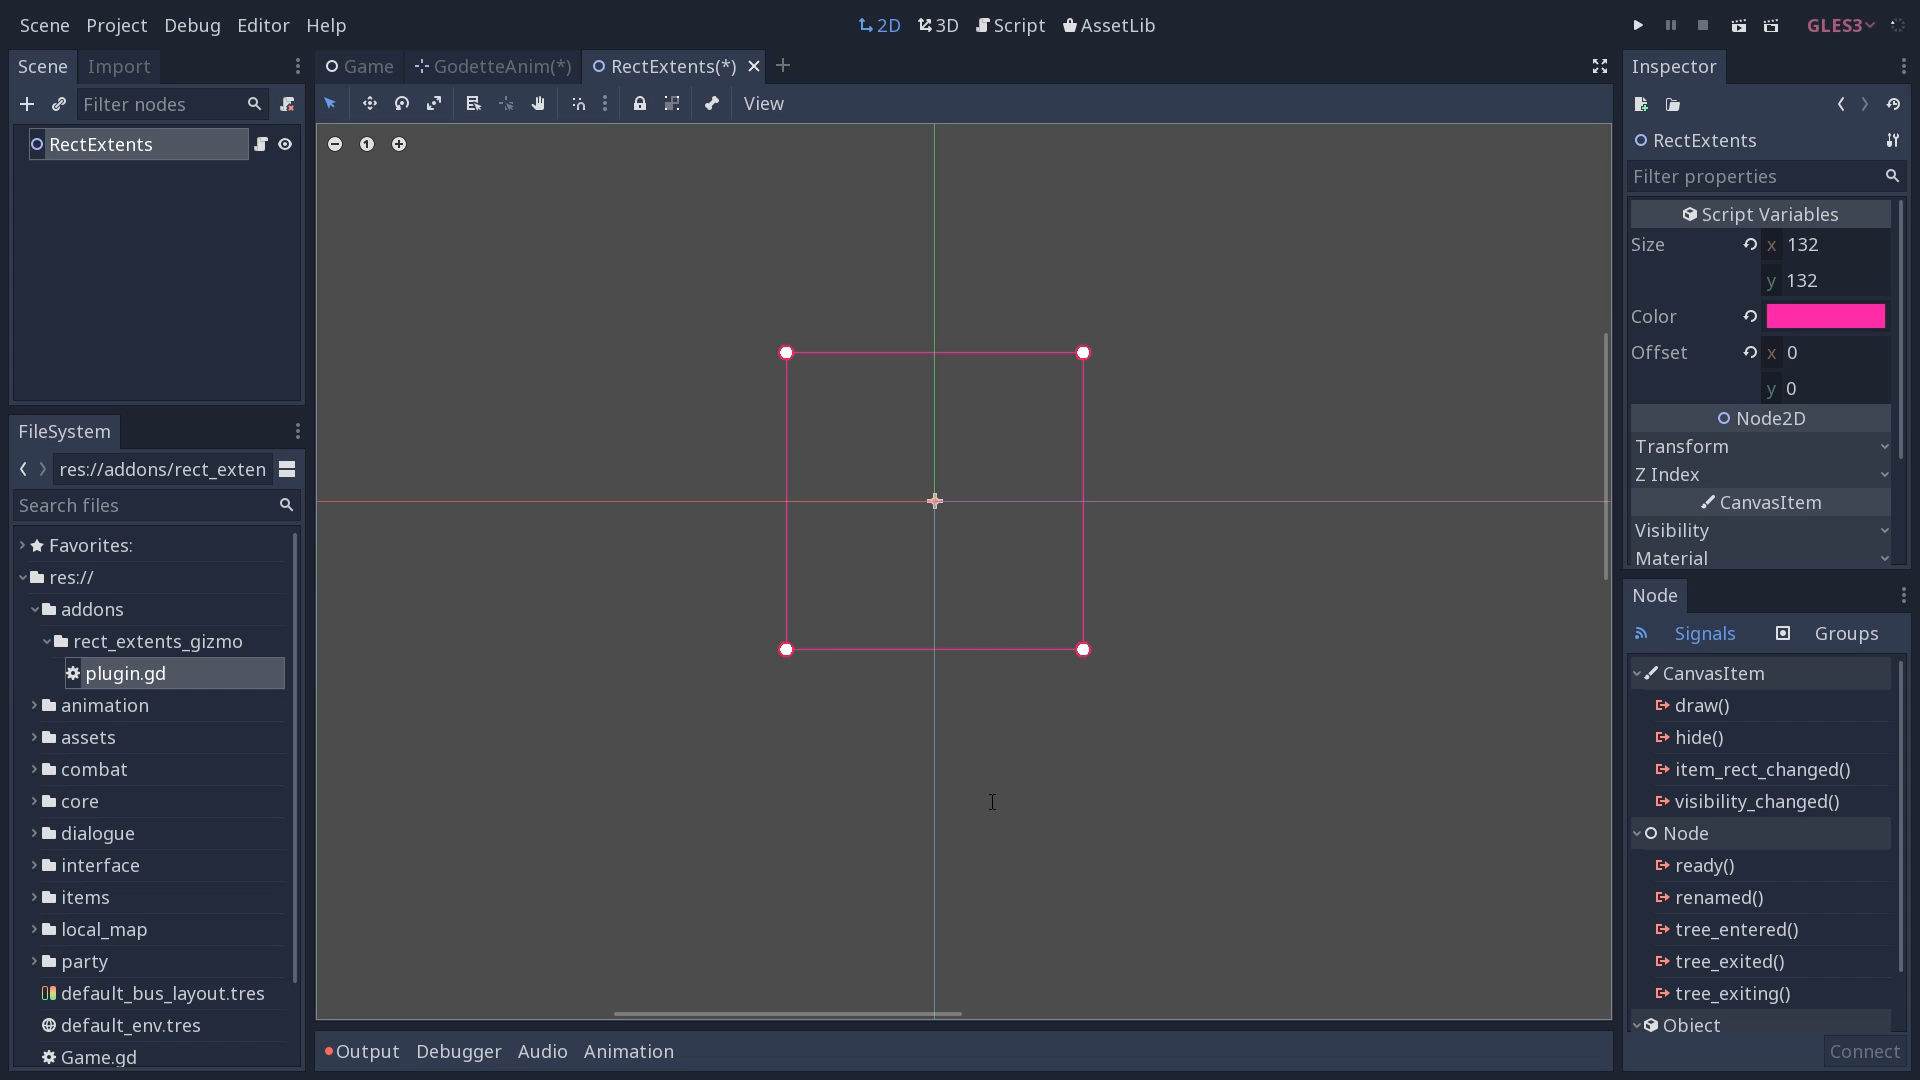 Scene Project Debug Editor Help
2D 3D Script AssetLib
GLES3
Scene Import
Filter nodes
RectExtents
FileSystem
res://addons/rect_exten
Search files
Favorites:
res://
addons
rect_extents_gizmo
plugin.gd
animation
assets
combat
core
dialogue
interface
items
local_map
party
default_bus_layout.tres
default_env.tres
Game.gd
Game GodetteAnim(*) RectExtents(*)
View
1
Output Debugger Audio Animation
Inspector
RectExtents
Filter properties
Script Variables
Size x 132
y 132
Color
Offset x 0
y 0
Node2D
Transform
Z Index
CanvasItem
Visibility
Material
Node
Signals Groups
CanvasItem
draw()
hide()
item_rect_changed()
visibility_changed()
Node
ready()
renamed()
tree_entered()
tree_exited()
tree_exiting()
Object
Connect